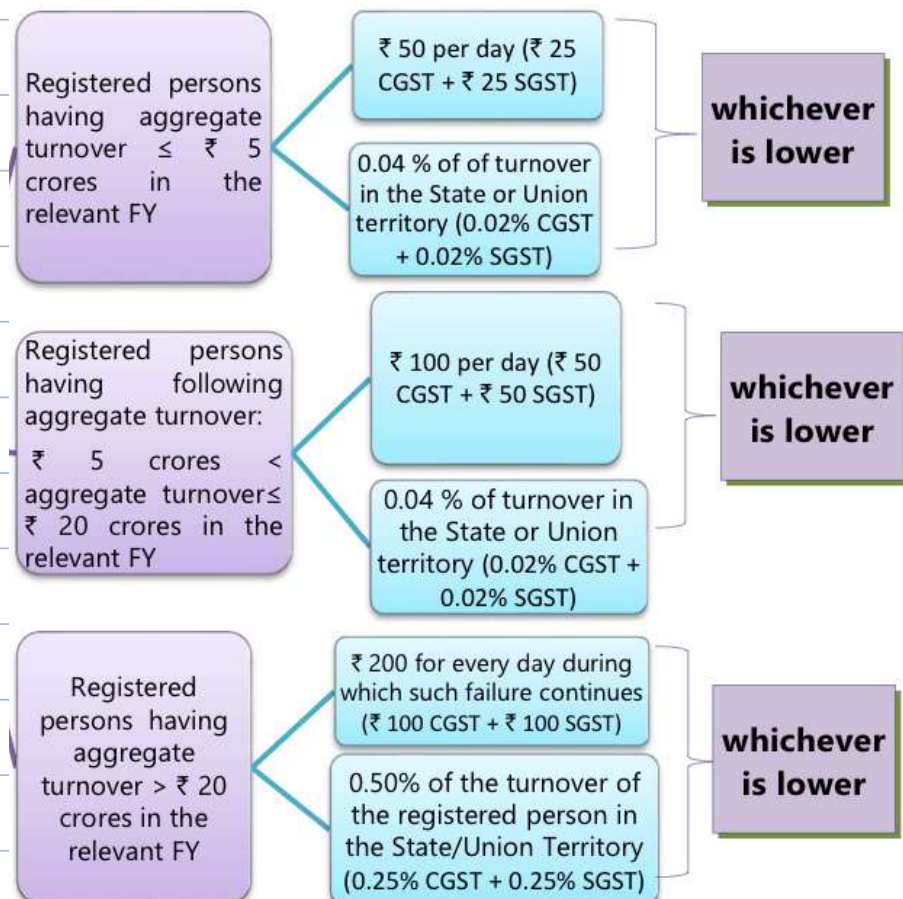 Registered persons
having aggregate
turnover ≤ ₹ 5
crores in the
relevant FY
₹ 50 per day (₹ 25
CGST + ₹ 25 SGST)
0.04 % of of turnover
in the State or Union
territory (0.02% CGST
+ 0.02% SGST)
whichever
is lower
Registered persons
having following
aggregate turnover:
₹ 5 crores <
aggregate turnover≤
₹ 20 crores in the
relevant FY
₹ 100 per day (₹ 50
CGST + ₹ 50 SGST)
0.04 % of turnover in
the State or Union
territory (0.02% CGST +
0.02% SGST)
whichever
is lower
Registered
persons having
aggregate
turnover > ₹ 20
crores in the
relevant FY
₹ 200 for every day during
which such failure continues
(₹ 100 CGST + ₹ 100 SGST)
0.50% of the turnover of
the registered person in
the State/Union Territory
(0.25% CGST + 0.25% SGST)
whichever
is lower